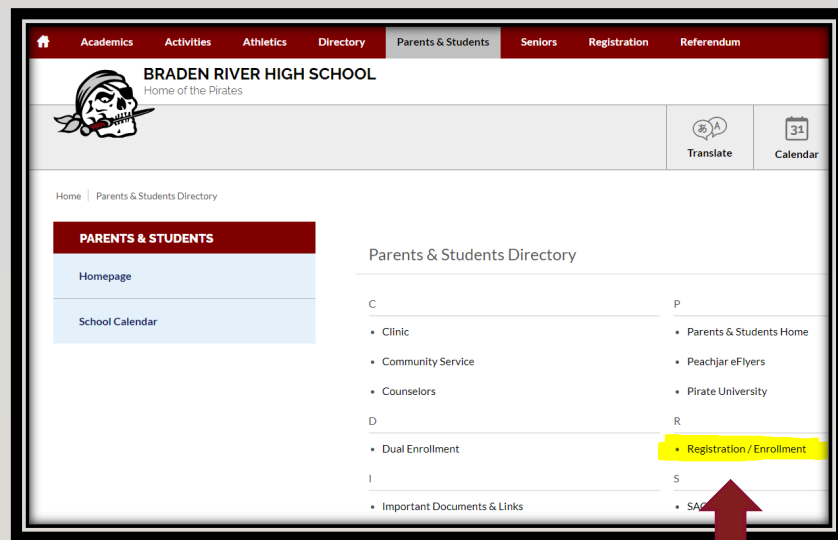 Academics Activities Athletics Directory Parents & Students Seniors Registration Referendum
BRADEN RIVER HIGH SCHOOL
Home of the Pirates
あ A
31
Translate Calendar
Home Parents & Students Directory
PARENTS & STUDENTS
Homepage
School Calendar
Parents & Students Directory
C
• Clinic
• Community Service
• Counselors
D
• Dual Enrollment
I
• Important Documents & Links
P
• Parents & Students Home
• Peachjar eFlyers
• Pirate University
R
• Registration / Enrollment
S